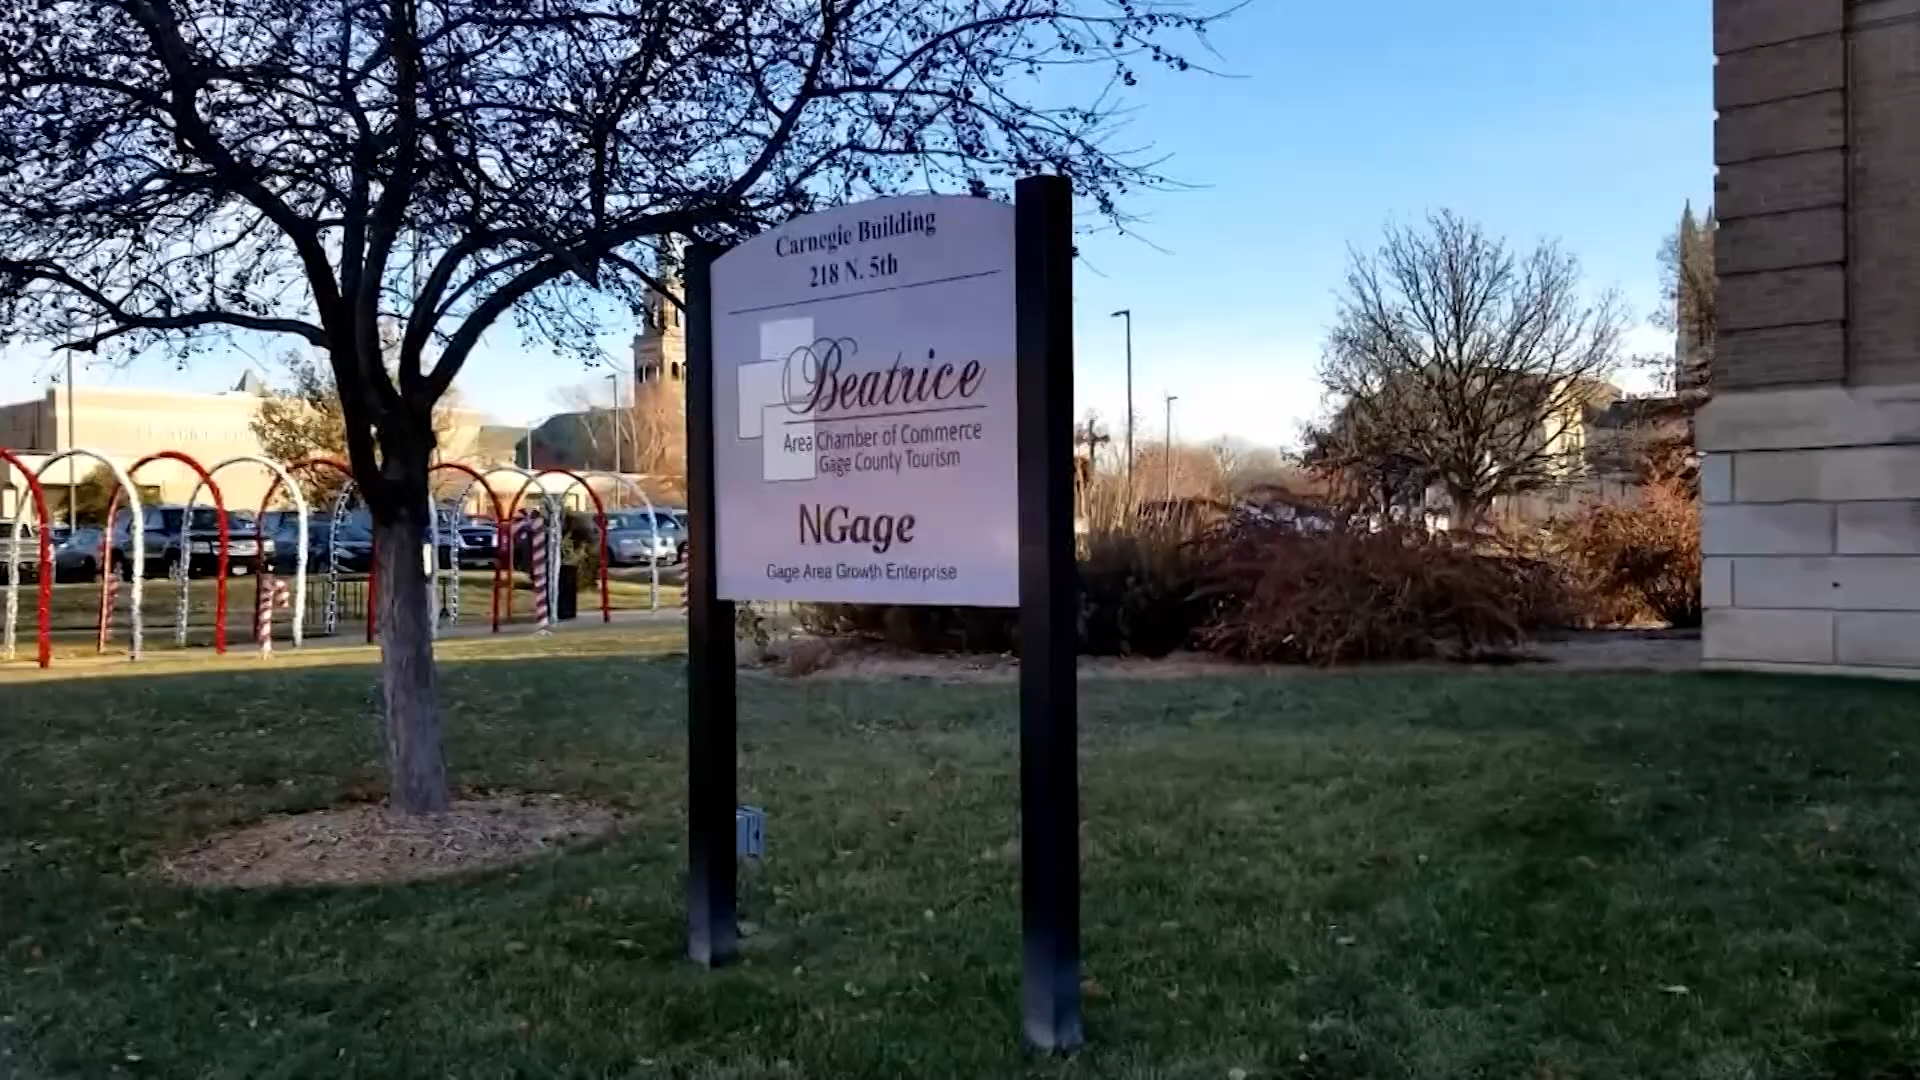 Carnegie Building
218 N. 5th
Beatrice
Area Chamber of Commerce
Gage County Tourism
NGage
Gage Area Growth Enterprise